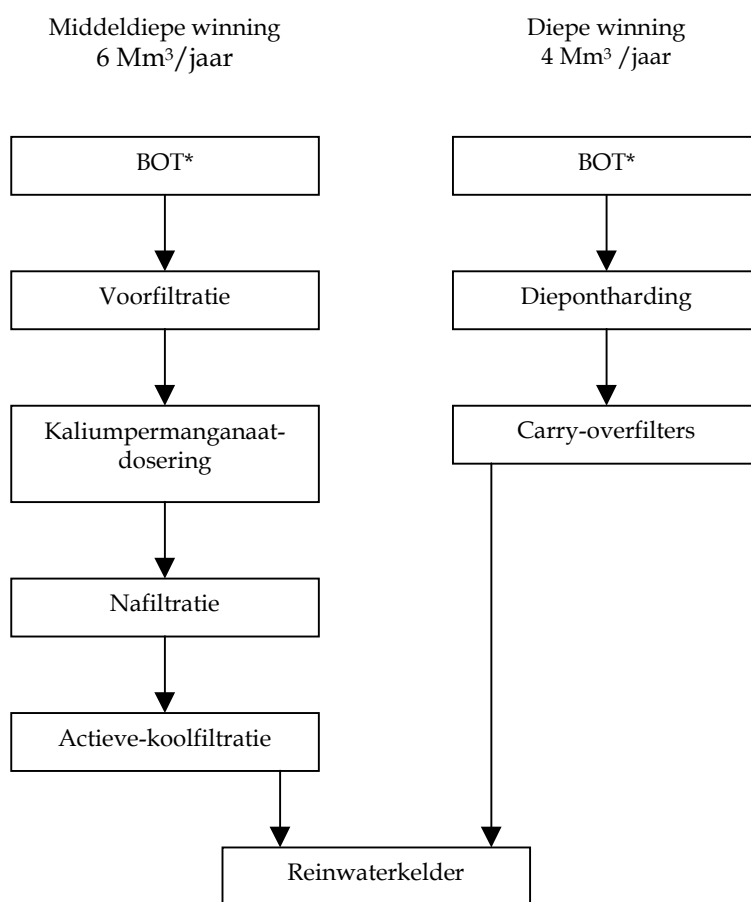 Middeldiepe winning
6 Mm³/jaar
Diepe winning
4 Mm³ /jaar
BOT*
BOT*
Voorfiltratie
Diepontharding
Kaliumpermanganaat-
dosering
Carry-overfilters
Nafiltratie
Actieve-koolfiltratie
Reinwaterkelder